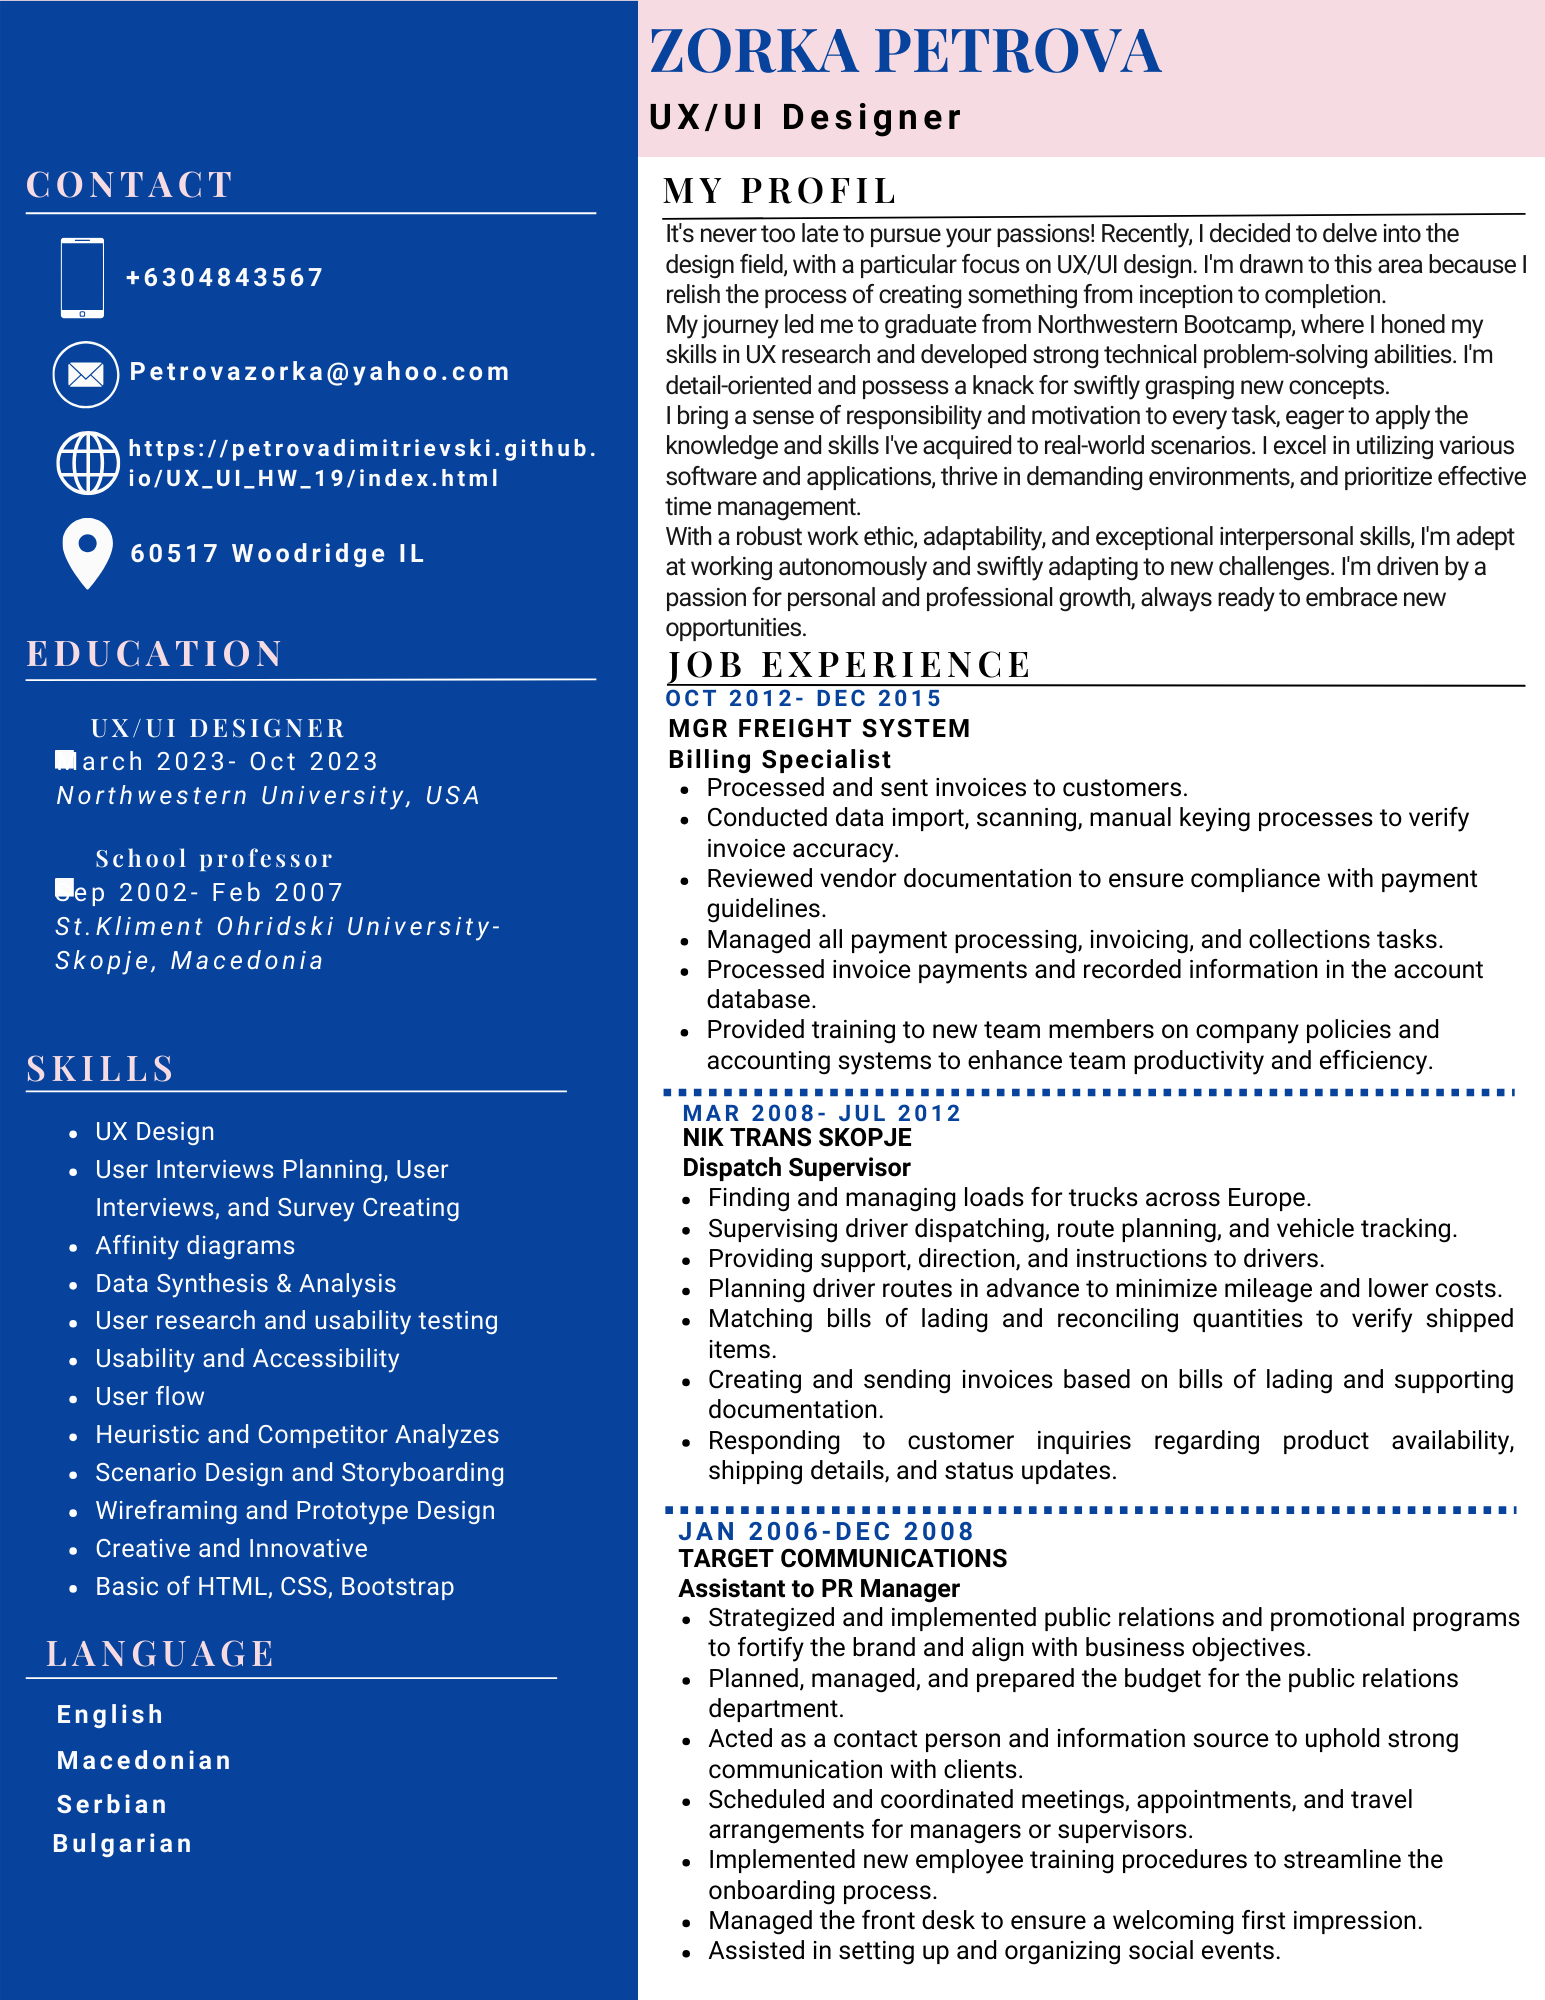 ZORKA PETROVA
UX/UI Designer
CONTACT
+6304843567
Petrovazorka@yahoo.com
https://petrovadimitrievski.github.
io/UX_UI_HW_19/index.html
60517 Woodridge IL
EDUCATION
UX/UI DESIGNER
March 2023- Oct 2023
Northwestern University, USA
School professor
Sep 2002- Feb 2007
St.Kliment Ohridski University-
Skopje, Macedonia
SKILLS
UX Design
User Interviews Planning, User
Interviews, and Survey Creating
Affinity diagrams
Data Synthesis & Analysis
User research and usability testing
Usability and Accessibility
User flow
Heuristic and Competitor Analyzes
Scenario Design and Storyboarding
Wireframing and Prototype Design
Creative and Innovative
Basic of HTML, CSS, Bootstrap
LANGUAGE
English
Macedonian
Serbian
Bulgarian
MY PROFIL
It's never too late to pursue your passions! Recently, I decided to delve into the
design field, with a particular focus on UX/UI design. I'm drawn to this area because I
relish the process of creating something from inception to completion.
My journey led me to graduate from Northwestern Bootcamp, where I honed my
skills in UX research and developed strong technical problem-solving abilities. I'm
detail-oriented and possess a knack for swiftly grasping new concepts.
I bring a sense of responsibility and motivation to every task, eager to apply the
knowledge and skills I've acquired to real-world scenarios. I excel in utilizing various
software and applications, thrive in demanding environments, and prioritize effective
time management.
With a robust work ethic, adaptability, and exceptional interpersonal skills, I'm adept
at working autonomously and swiftly adapting to new challenges. I'm driven by a
passion for personal and professional growth, always ready to embrace new
opportunities.
JOB EXPERIENCE
OCT 2012- DEC 2015
MGR FREIGHT SYSTEM
Billing Specialist
Processed and sent invoices to customers.
Conducted data import, scanning, manual keying processes to verify
invoice accuracy.
Reviewed vendor documentation to ensure compliance with payment
guidelines.
Managed all payment processing, invoicing, and collections tasks.
Processed invoice payments and recorded information in the account
database.
Provided training to new team members on company policies and
accounting systems to enhance team productivity and efficiency.
MAR 2008- JUL 2012
NIK TRANS SKOPJE
Dispatch Supervisor
Finding and managing loads for trucks across Europe.
Supervising driver dispatching, route planning, and vehicle tracking.
Providing support, direction, and instructions to drivers.
Planning driver routes in advance to minimize mileage and lower costs.
Matching bills of lading and reconciling quantities to verify shipped
items.
Creating and sending invoices based on bills of lading and supporting
documentation.
Responding to customer inquiries regarding product availability,
shipping details, and status updates.
JAN 2006-DEC 2008
TARGET COMMUNICATIONS
Assistant to PR Manager
Strategized and implemented public relations and promotional programs
to fortify the brand and align with business objectives.
Planned, managed, and prepared the budget for the public relations
department.
Acted as a contact person and information source to uphold strong
communication with clients.
Scheduled and coordinated meetings, appointments, and travel
arrangements for managers or supervisors.
Implemented new employee training procedures to streamline the
onboarding process.
Managed the front desk to ensure a welcoming first impression.
Assisted in setting up and organizing social events.